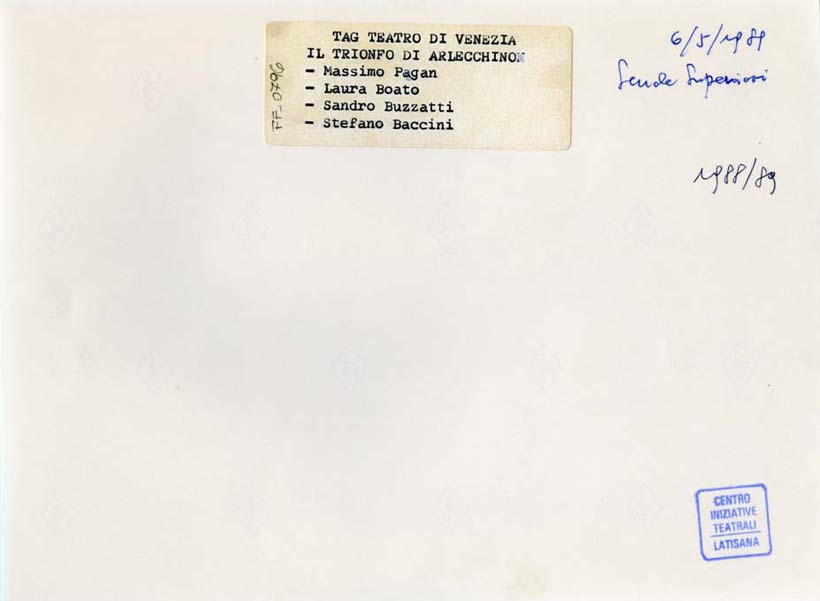 TAG TEATRO DI VENEZIA
IL TRIONFO DI ARLECCHINO
- Massimo Pagan
- Laura Boato
- Sandro Buzzatti
- Stefano Baccini
6/5/1989
Scuole Superiori
1988/89
CENTRO
INIZIATIVE
TEATRALI
LATISANA